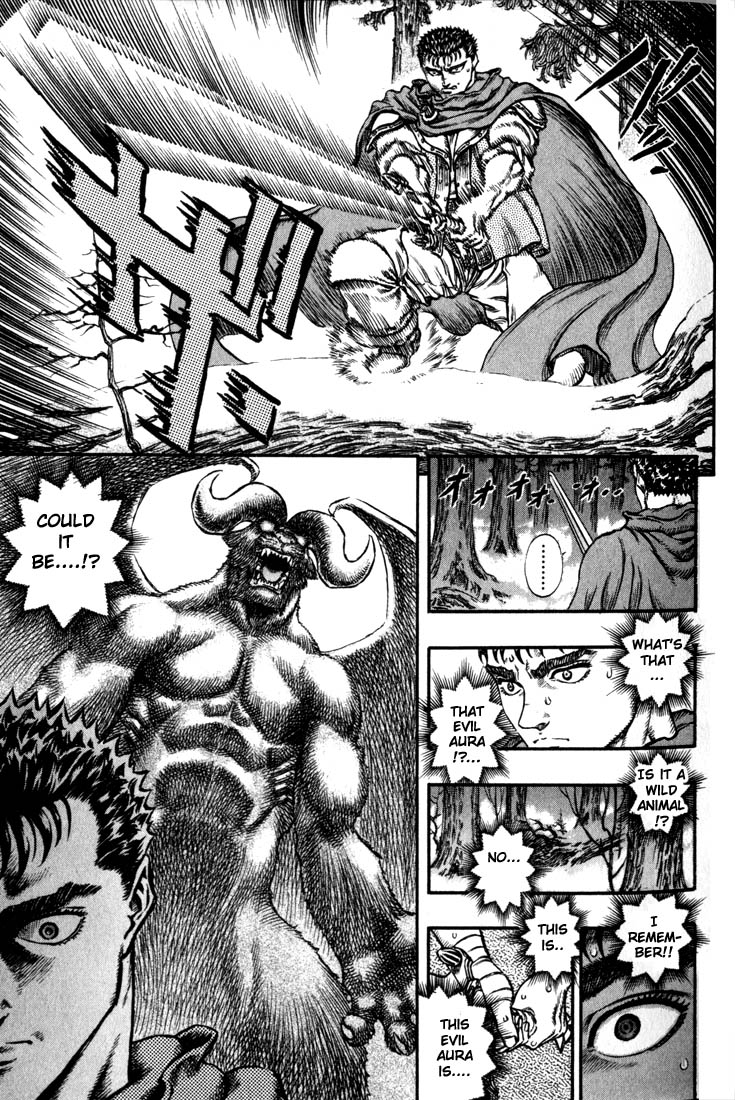 バッ
ザ!!
オオオオオ‥‥
......
WHAT'S
THAT
...
THAT
EVIL
AURA
!?...
IS IT A
WILD
ANIMAL
!?
NO...
I
REMEM-
BER!!
THIS
IS..
THIS
EVIL
AURA
IS....
COULD
IT
BE....!?